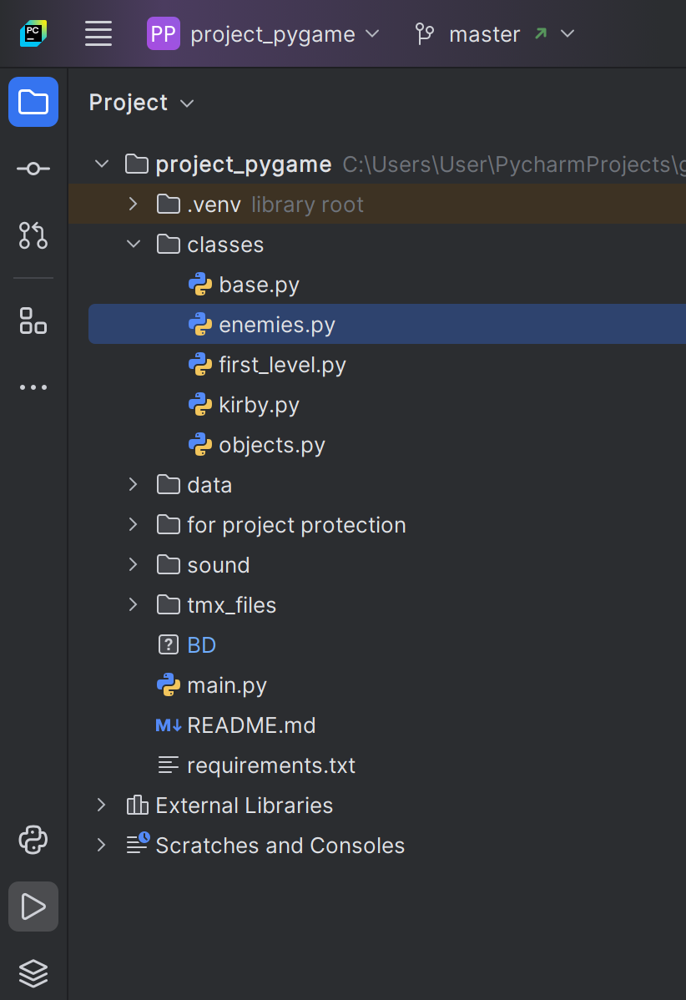 PC PP project_pygame master
Project
project_pygame C:\Users\User\PycharmProjects\g
.venv library root
classes
base.py
enemies.py
first_level.py
kirby.py
objects.py
data
for project protection
sound
tmx_files
? BD
main.py
M↓ README.md
requirements.txt
External Libraries
Scratches and Consoles